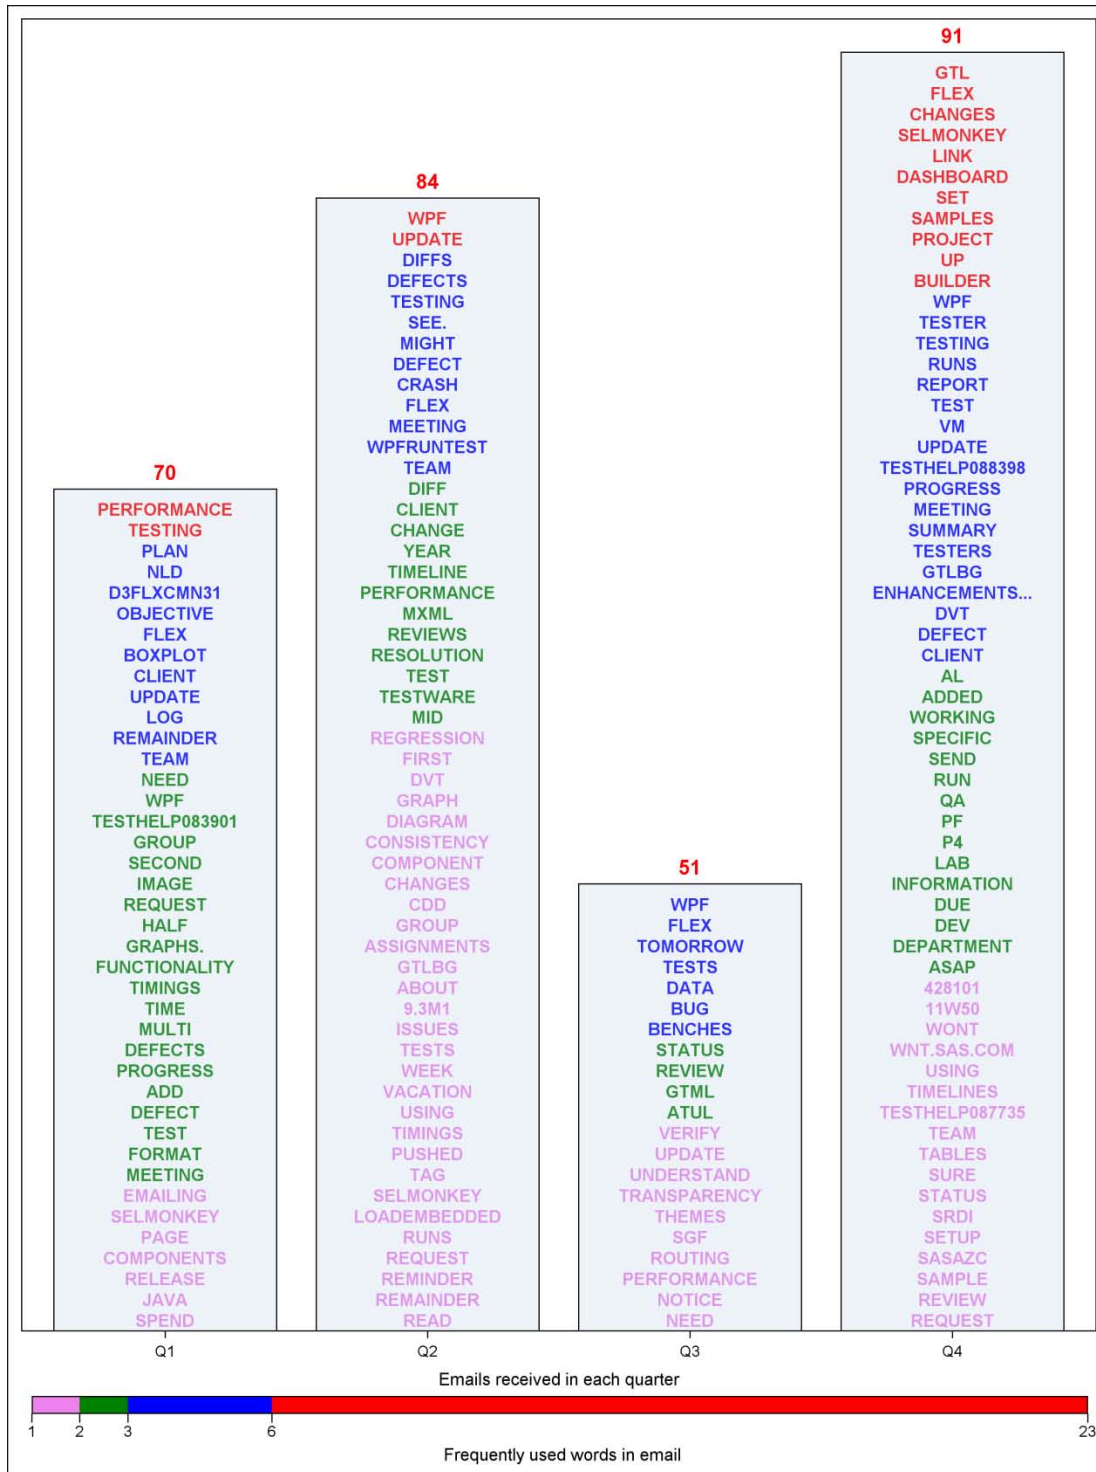 70
PERFORMANCE
TESTING
PLAN
NLD
D3FLXCMN31
OBJECTIVE
FLEX
BOXPLOT
CLIENT
UPDATE
LOG
REMAINDER
TEAM
NEED
WPF
TESTHELP083901
GROUP
SECOND
IMAGE
REQUEST
HALF
GRAPHS.
FUNCTIONALITY
TIMINGS
TIME
MULTI
DEFECTS
PROGRESS
ADD
DEFECT
TEST
FORMAT
MEETING
EMAILING
SELMONKEY
PAGE
COMPONENTS
RELEASE
JAVA
SPEND
Q1
84
WPF
UPDATE
DIFFS
DEFECTS
TESTING
SEE.
MIGHT
DEFECT
CRASH
FLEX
MEETING
WPFRUNTEST
TEAM
DIFF
CLIENT
CHANGE
YEAR
TIMELINE
PERFORMANCE
MXML
REVIEWS
RESOLUTION
TEST
TESTWARE
MID
REGRESSION
FIRST
DVT
GRAPH
DIAGRAM
CONSISTENCY
COMPONENT
CHANGES
CDD
GROUP
ASSIGNMENTS
GTLBG
ABOUT
9.3M1
ISSUES
TESTS
WEEK
VACATION
USING
TIMINGS
PUSHED
TAG
SELMONKEY
LOADEMBEDDED
RUNS
REQUEST
REMINDER
REMAINDER
READ
Q2
51
WPF
FLEX
TOMORROW
TESTS
DATA
BUG
BENCHES
STATUS
REVIEW
GTML
ATUL
VERIFY
UPDATE
UNDERSTAND
TRANSPARENCY
THEMES
SGF
ROUTING
PERFORMANCE
NOTICE
NEED
Q3
91
GTL
FLEX
CHANGES
SELMONKEY
LINK
DASHBOARD
SET
SAMPLES
PROJECT
UP
BUILDER
WPF
TESTER
TESTING
RUNS
REPORT
TEST
VM
UPDATE
TESTHELP088398
PROGRESS
MEETING
SUMMARY
TESTERS
GTLBG
ENHANCEMENTS...
DVT
DEFECT
CLIENT
AL
ADDED
WORKING
SPECIFIC
SEND
RUN
QA
PF
P4
LAB
INFORMATION
DUE
DEV
DEPARTMENT
ASAP
428101
11W50
WONT
WNT.SAS.COM
USING
TIMELINES
TESTHELP087735
TEAM
TABLES
SURE
STATUS
SRDI
SETUP
SASAZC
SAMPLE
REVIEW
REQUEST
Q4
Emails received in each quarter
1 2 3 6 23
Frequently used words in email